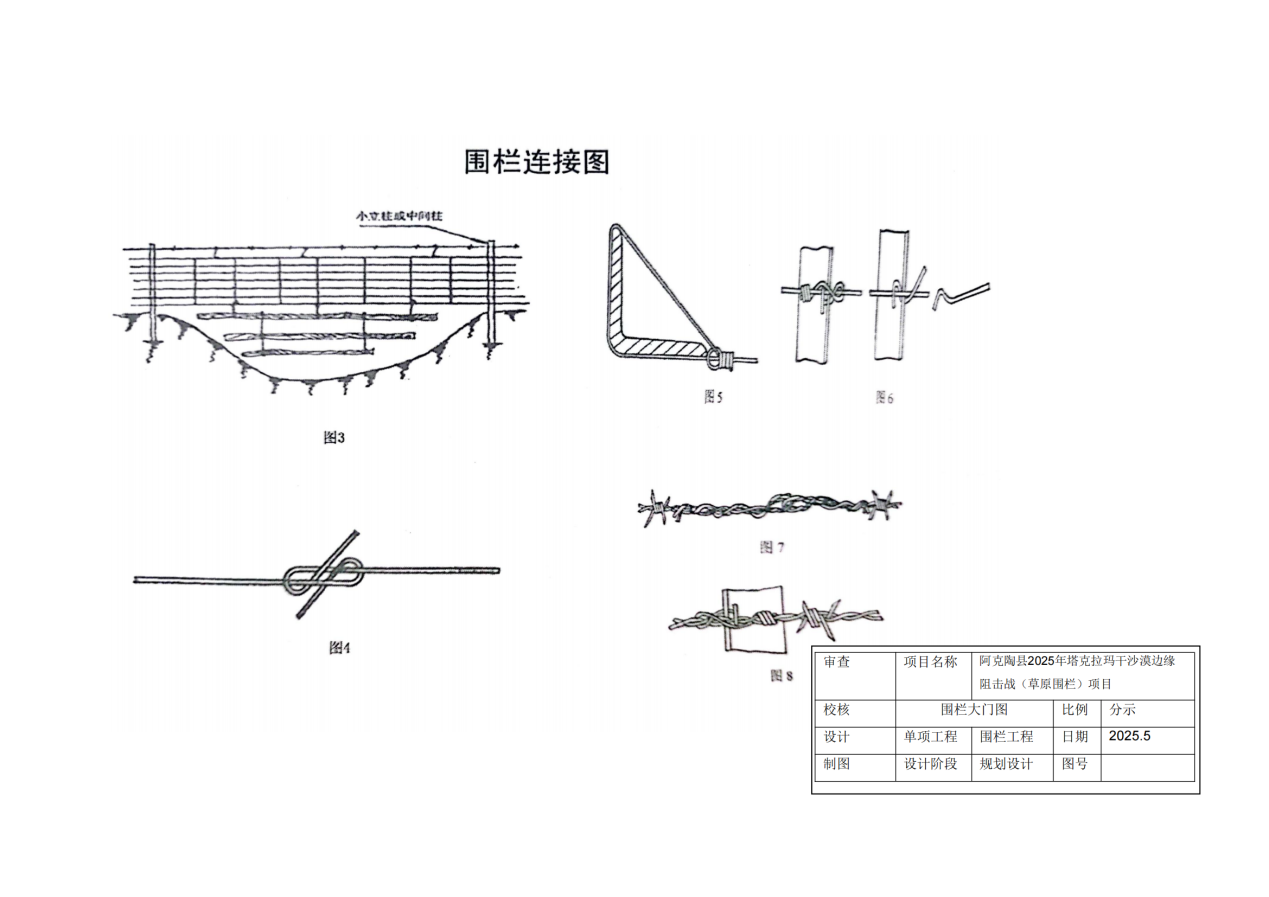 围栏连接图
小立柱或中间柱
图3
图5
图6
图4
图7
图8
审查 项目名称 阿克陶县2025年塔克拉玛干沙漠边缘
阻击战（草原围栏）项目
校核 围栏大门图 比例 分示
设计 单项工程 围栏工程 日期 2025.5
制图 设计阶段 规划设计 图号